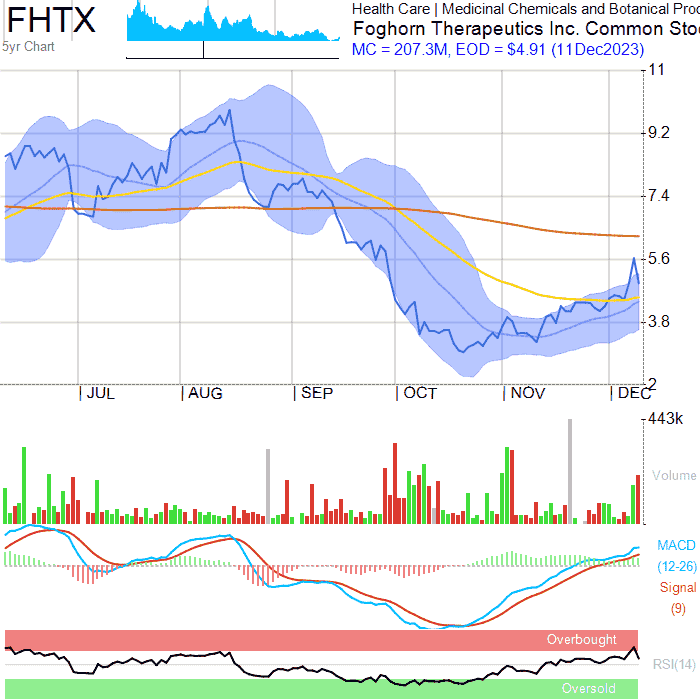 FHTX
5yr Chart
Health Care | Medicinal Chemicals and Botanical Proc
Foghorn Therapeutics Inc. Common Stoc
MC = 207.3M, EOD = $4.91 (11Dec2023)
11
9.2
7.4
5.6
3.8
2
JUL AUG SEP OCT NOV DEC
443k
Volume
MACD
(12-26)
Signal
(9)
Overbought
RSI(14)
Oversold